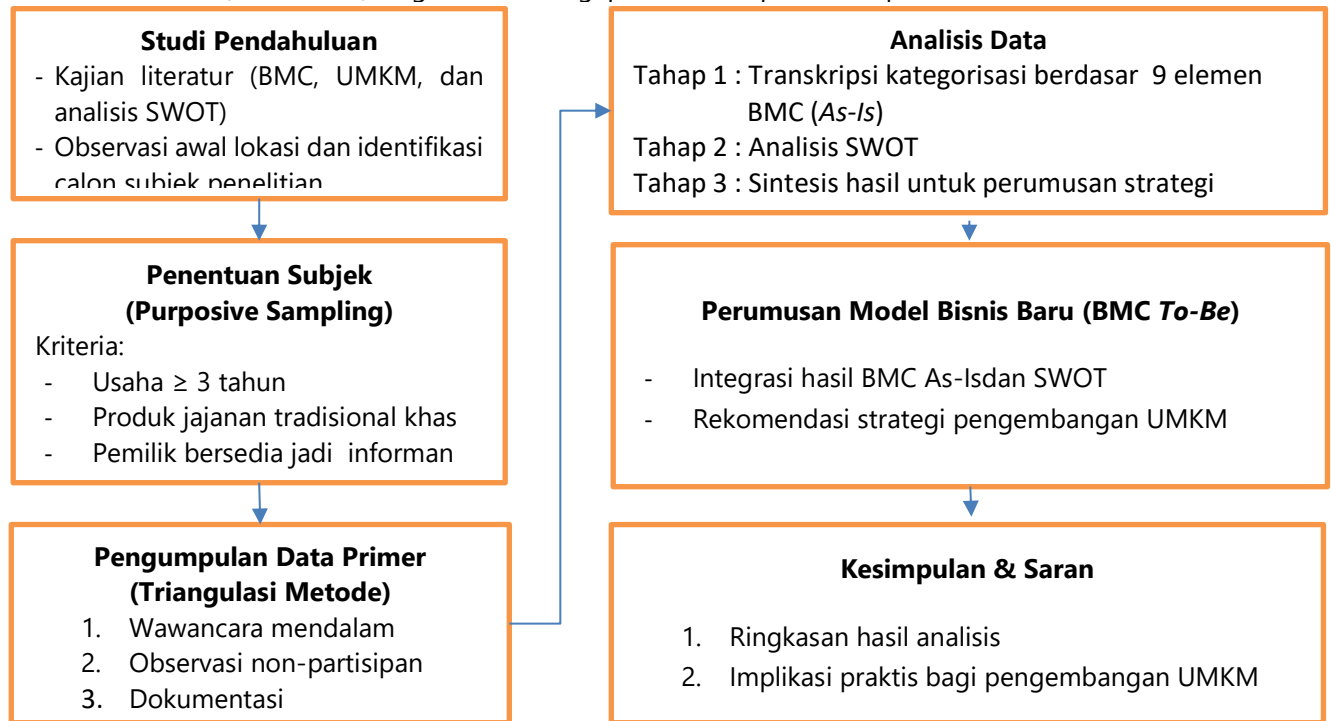 Studi Pendahuluan
- Kajian literatur (BMC, UMKM, dan
analisis SWOT)
- Observasi awal lokasi dan identifikasi
calon subjek penelitian
Penentuan Subjek
(Purposive Sampling)
Kriteria:
- Usaha ≥ 3 tahun
- Produk jajanan tradisional khas
- Pemilik bersedia jadi informan
Pengumpulan Data Primer
(Triangulasi Metode)
1. Wawancara mendalam
2. Observasi non-partisipan
3. Dokumentasi
Analisis Data
Tahap 1 : Transkripsi kategorisasi berdasar 9 elemen
BMC (As-Is)
Tahap 2 : Analisis SWOT
Tahap 3 : Sintesis hasil untuk perumusan strategi
Perumusan Model Bisnis Baru (BMC To-Be)
- Integrasi hasil BMC As-Isdan SWOT
- Rekomendasi strategi pengembangan UMKM
Kesimpulan & Saran
1. Ringkasan hasil analisis
2. Implikasi praktis bagi pengembangan UMKM